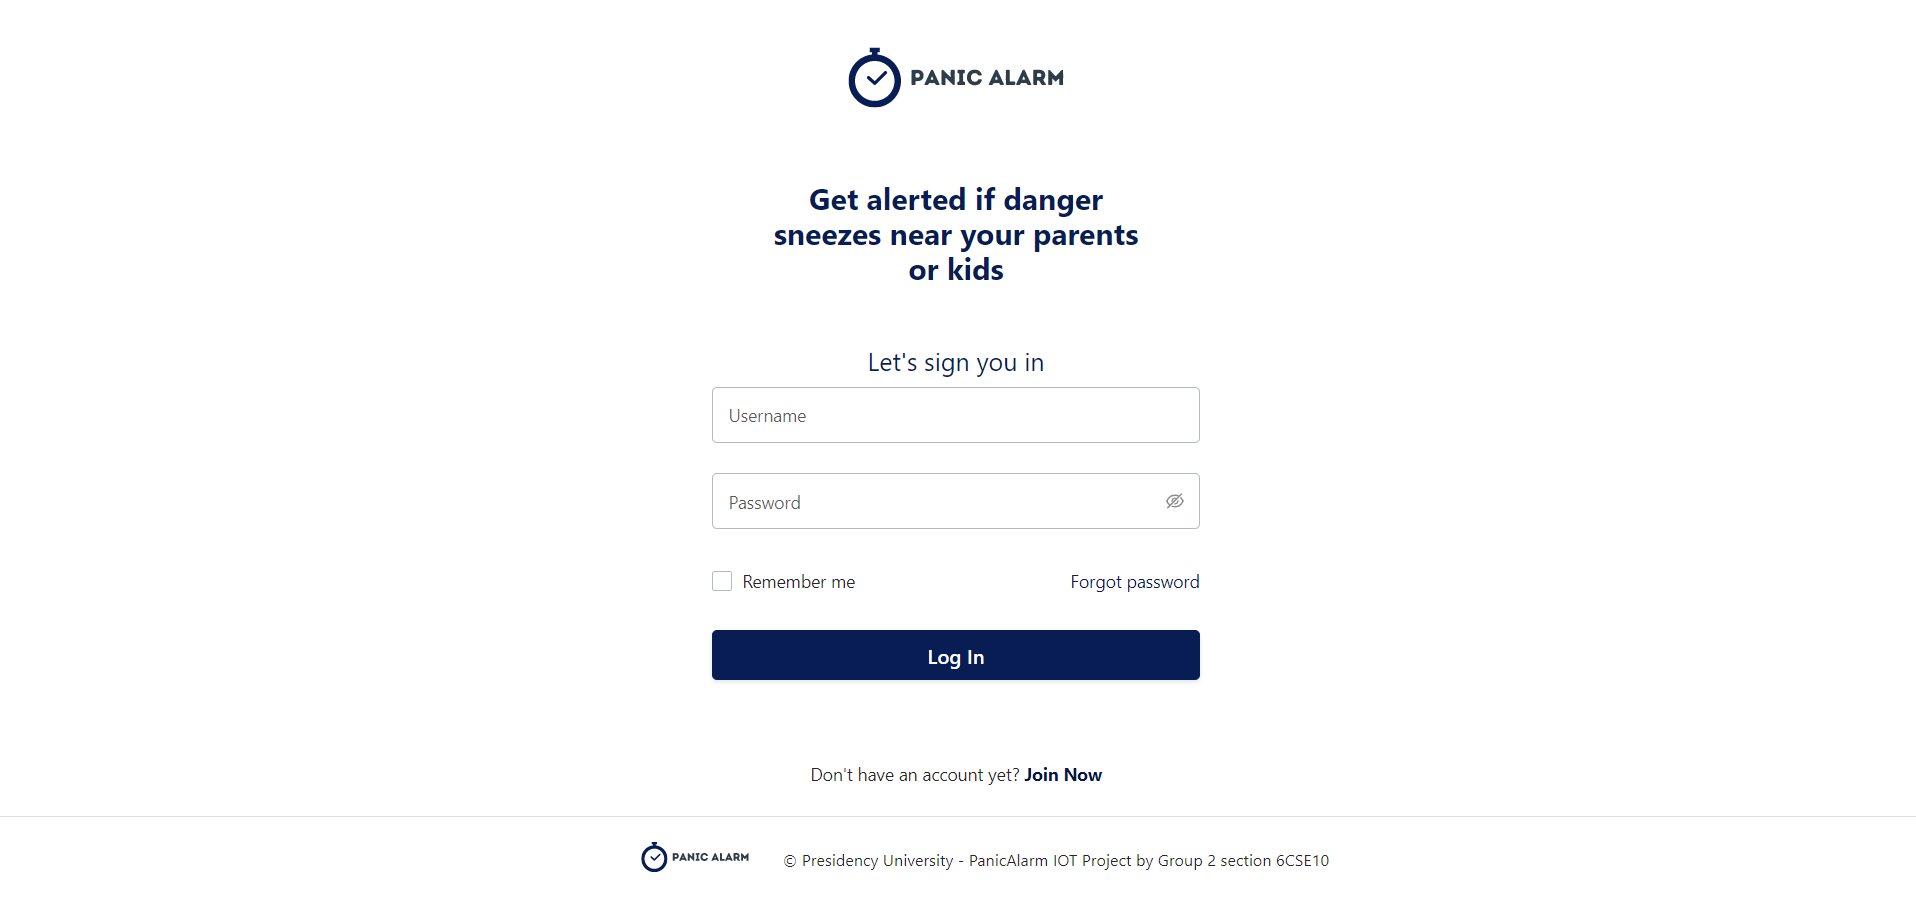 PANIC ALARM
Get alerted if danger
sneezes near your parents
or kids
Let's sign you in
Username
Password
Remember me
Forgot password
Log In
Don't have an account yet? Join Now
PANIC ALARM
© Presidency University - PanicAlarm IOT Project by Group 2 section 6CSE10